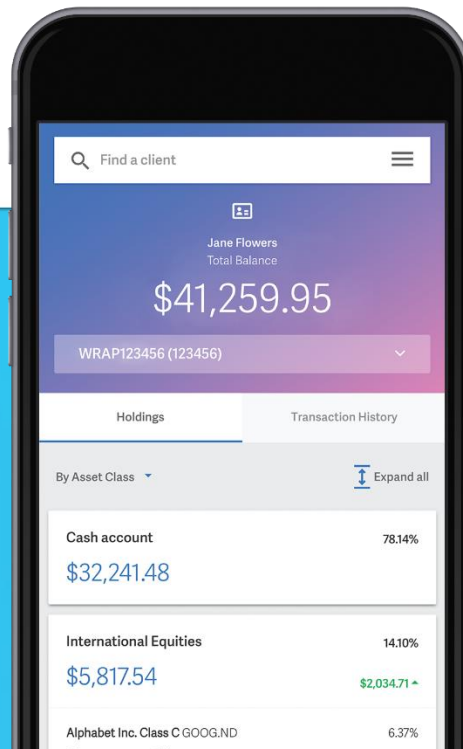 Find a client
Jane Flowers
Total Balance
$41,259.95
WRAP123456 (123456)
Holdings
Transaction History
By Asset Class
Expand all
Cash account
78.14%
$32,241.48
International Equities
14.10%
$5,817.54
$2,034.71
Alphabet Inc. Class C GOOG.ND
6.37%